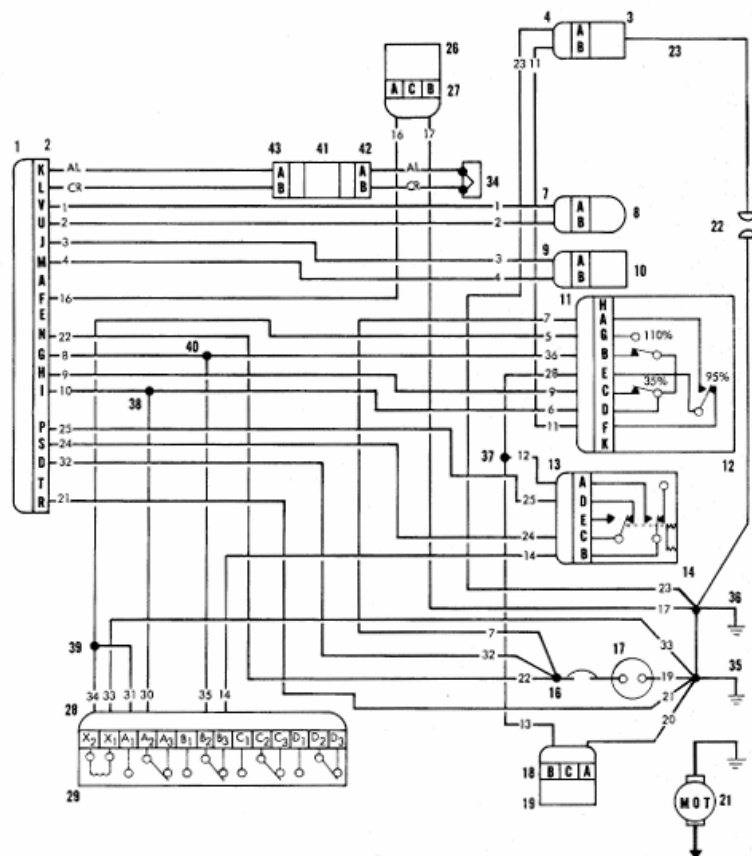 4 3
A
B
23
23 11
26
A C B
27
16 17
1 2
43 41 42
K AL A A AL
L CR B B CR
34
V 1 1 7 A
U 2 2 B 8
J 3
M 4 3 9 A
A 4 B 10
22
F 16
E
11 H
7 A
N 22 5 G 110%
G 8 40 36 B
28 E
H 9 9 C 35% 95%
I 10 6 D
38 11 F
K
12
P 25
S 24 37 12 13 A
D 32 25 D
T E
R 21 24 C
14 B
14
23 36
17
39 7 17 33
32
22 16 19 35
21
34 33 31 30 35 14 20
28 13
X2 X1 A1 A2 A3 B1 B2 B3 C1 C2 C3 D1 D2 D3
29
18 B C A
19
MOT 21